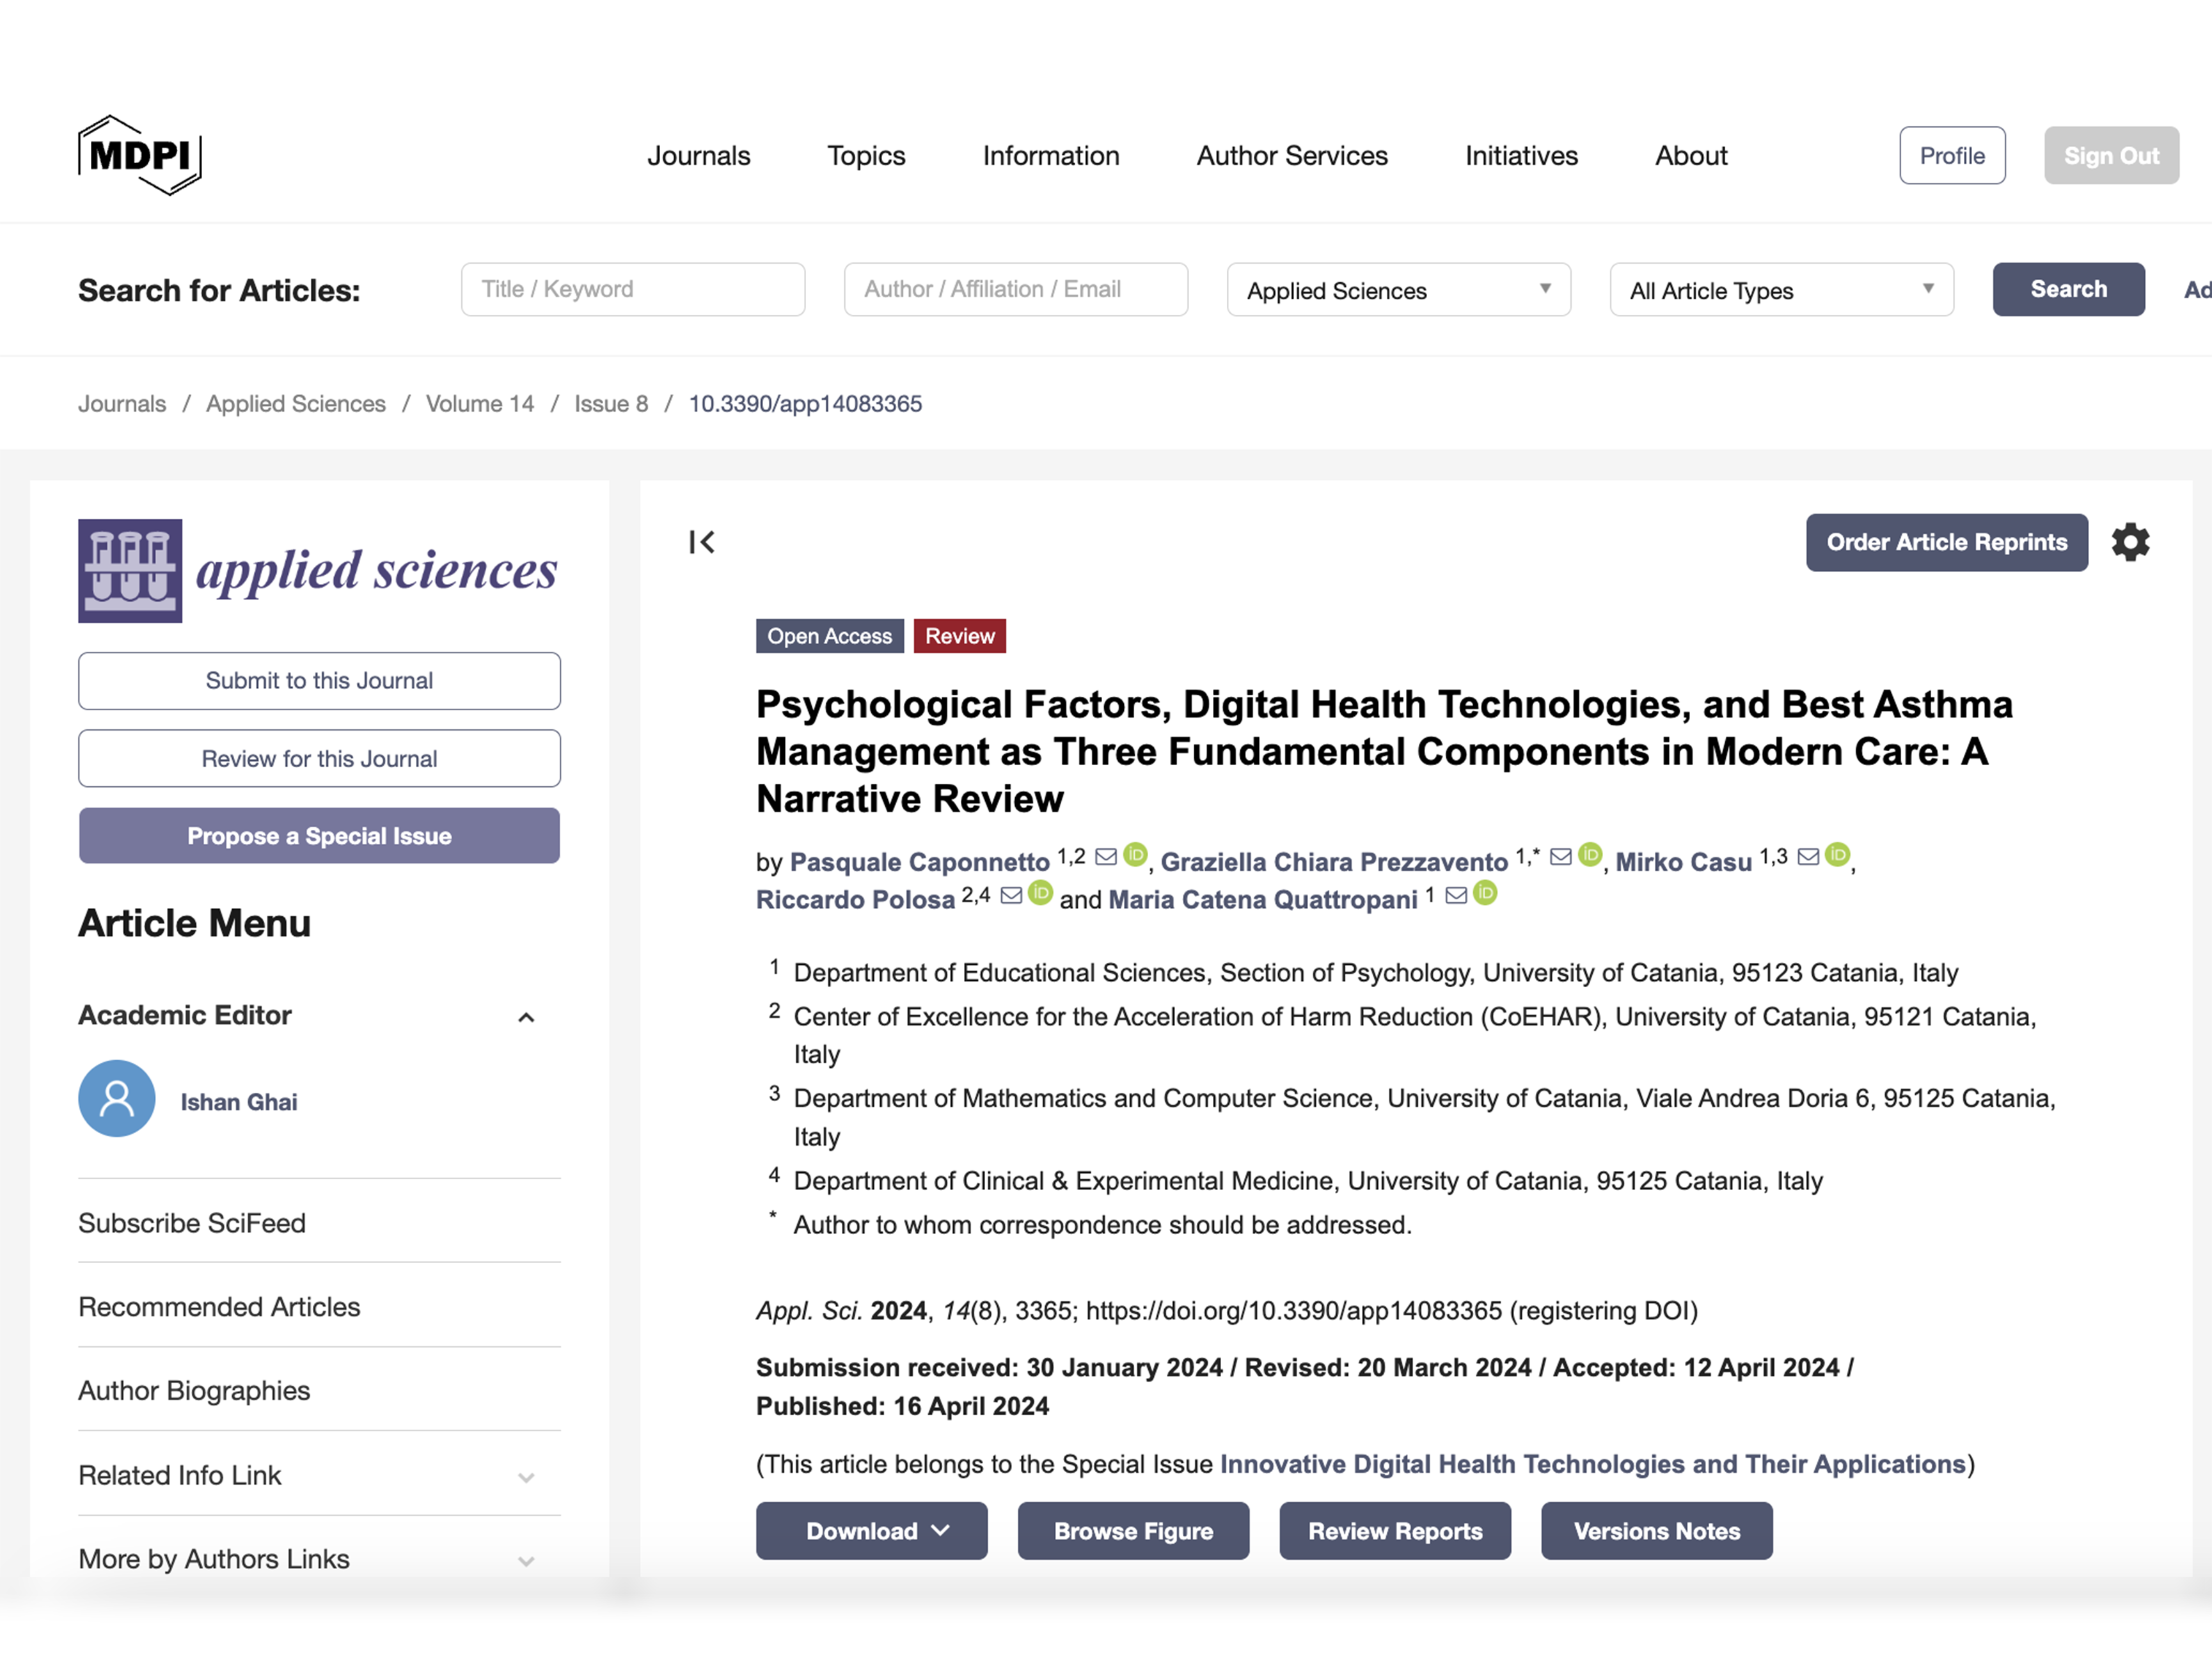 MDPI
Journals Topics Information Author Services Initiatives About Profile Sign Out
Search for Articles: Title / Keyword Author / Affiliation / Email Applied Sciences All Article Types Search Ad
Journals / Applied Sciences / Volume 14 / Issue 8 / 10.3390/app14083365
applied sciences
Submit to this Journal
Review for this Journal
Propose a Special Issue
Article Menu
Academic Editor
Ishan Ghai
Subscribe SciFeed
Recommended Articles
Author Biographies
Related Info Link
More by Authors Links
Order Article Reprints
Open Access Review
Psychological Factors, Digital Health Technologies, and Best Asthma
Management as Three Fundamental Components in Modern Care: A
Narrative Review
by Pasquale Caponnetto 1,2 iD, Graziella Chiara Prezzavento 1,* iD, Mirko Casu 1,3 iD,
Riccardo Polosa 2,4 iD and Maria Catena Quattropani 1 iD
1 Department of Educational Sciences, Section of Psychology, University of Catania, 95123 Catania, Italy
2 Center of Excellence for the Acceleration of Harm Reduction (CoEHAR), University of Catania, 95121 Catania,
Italy
3 Department of Mathematics and Computer Science, University of Catania, Viale Andrea Doria 6, 95125 Catania,
Italy
4 Department of Clinical & Experimental Medicine, University of Catania, 95125 Catania, Italy
* Author to whom correspondence should be addressed.
Appl. Sci. 2024, 14(8), 3365; https://doi.org/10.3390/app14083365 (registering DOI)
Submission received: 30 January 2024 / Revised: 20 March 2024 / Accepted: 12 April 2024 /
Published: 16 April 2024
(This article belongs to the Special Issue Innovative Digital Health Technologies and Their Applications)
Download Browse Figure Review Reports Versions Notes